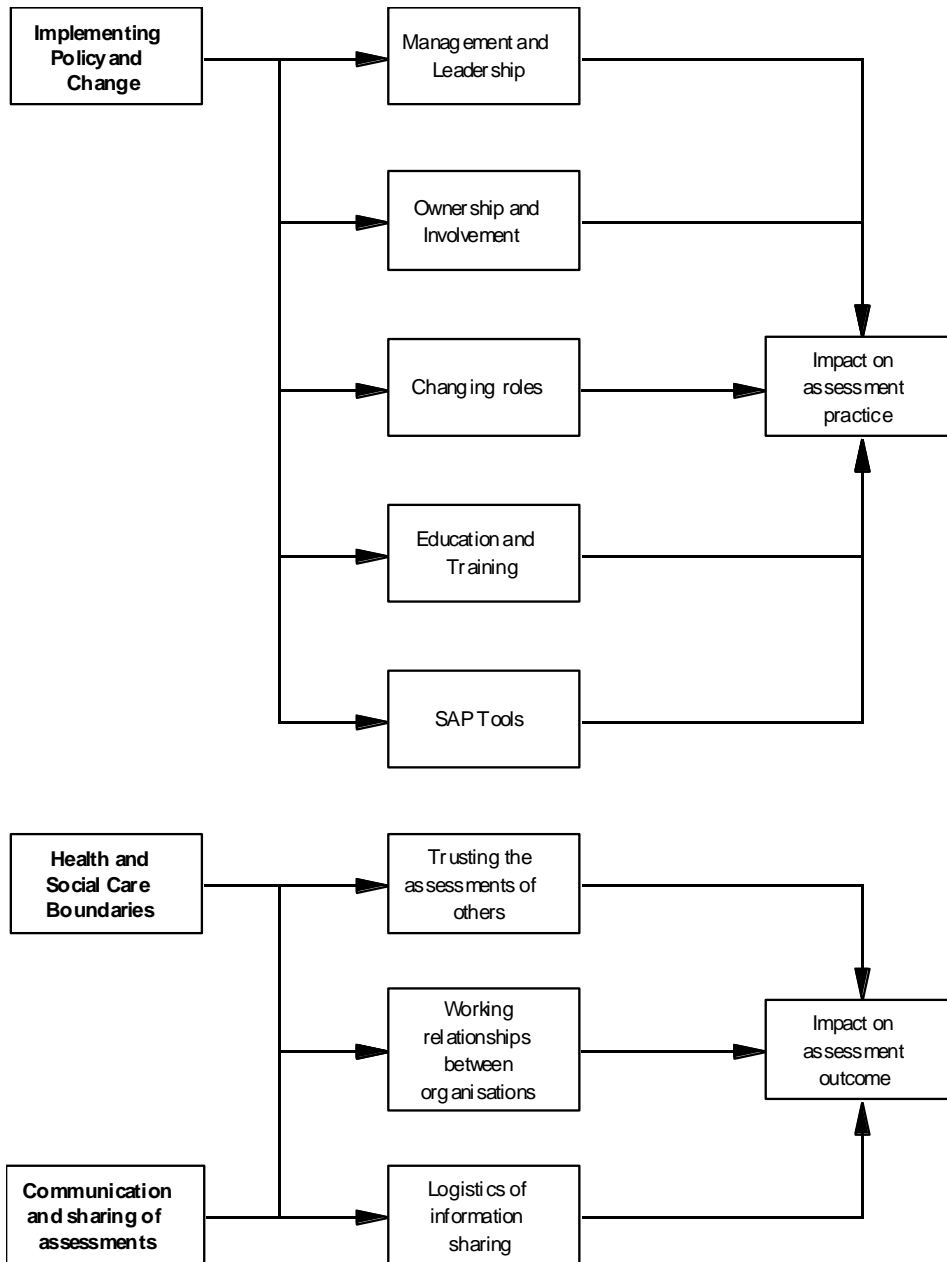 Implementing
Policy and
Change
Management and
Leadership
Ownership and
Involvement
Changing roles
Impact on
assessment
practice
Education and
Training
SAP Tools
Health and
Social Care
Boundaries
Trusting the
assessments of
others
Working
relationships
between
organisations
Impact on
assessment
outcome
Communication
and sharing of
assessments
Logistics of
information
sharing